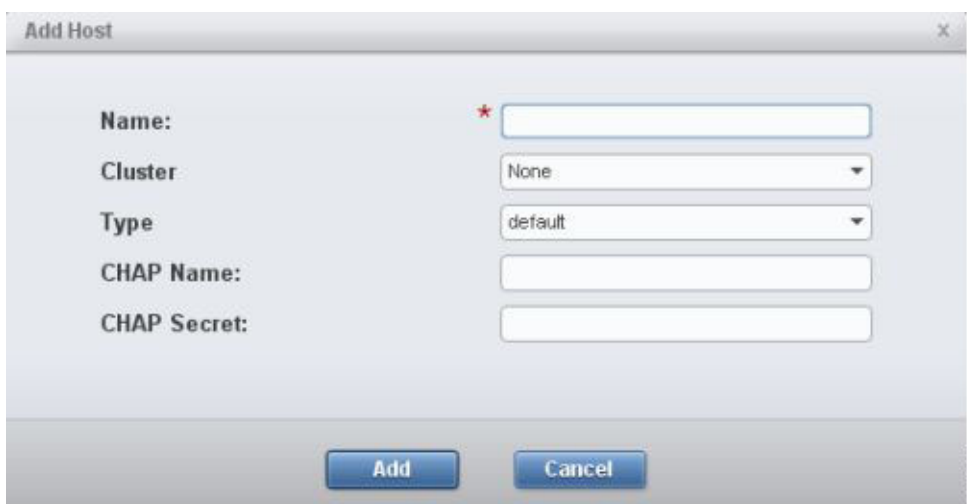 Add Host x
Name: *
Cluster None
Type default
CHAP Name:
CHAP Secret:
Add Cancel